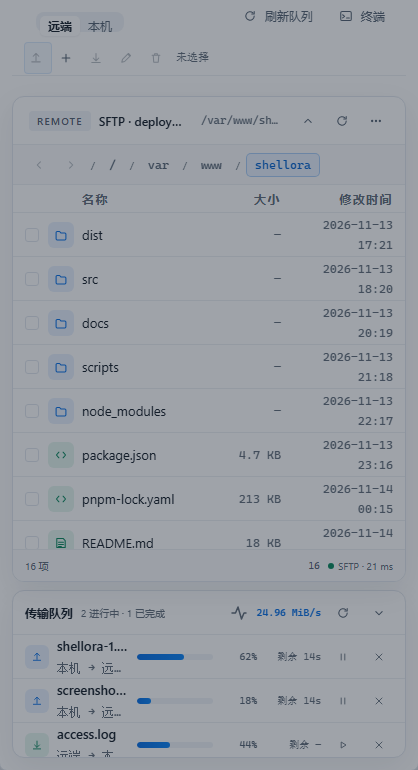 远端 本机 刷新队列 终端
未选择
REMOTE SFTP · deploy... /var/www/sh...
/ / / var / www / shellora
名称 大小 修改时间
dist — 2026-11-13 17:21
src — 2026-11-13 18:20
docs — 2026-11-13 20:19
scripts — 2026-11-13 21:18
node_modules — 2026-11-13 22:17
package.json 4.7 KB 2026-11-13 23:16
pnpm-lock.yaml 213 KB 2026-11-14 00:15
README.md 18 KB 2026-11-14
16 项 16 SFTP · 21 ms
传输队列 2 进行中 · 1 已完成 24.96 MiB/s
shellora-1.... 62% 剩余 14s
本机 → 远...
screensho... 18% 剩余 14s
本机 → 远...
access.log 44% 剩余 —
远端 → 本...